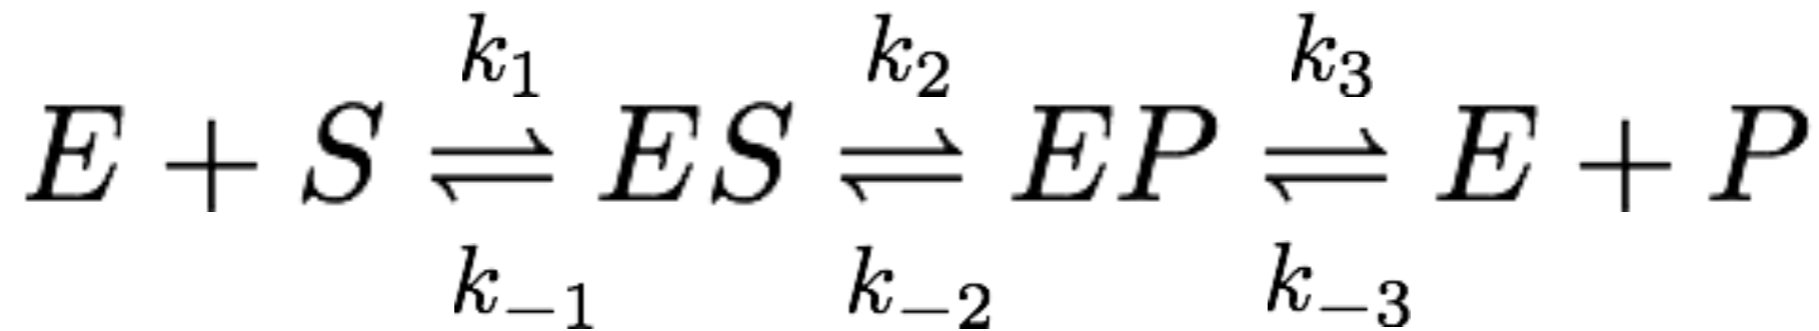 k₁ k₂ k₃
E + S ⇌ ES ⇌ EP ⇌ E + P
k₋₁ k₋₂ k₋₃